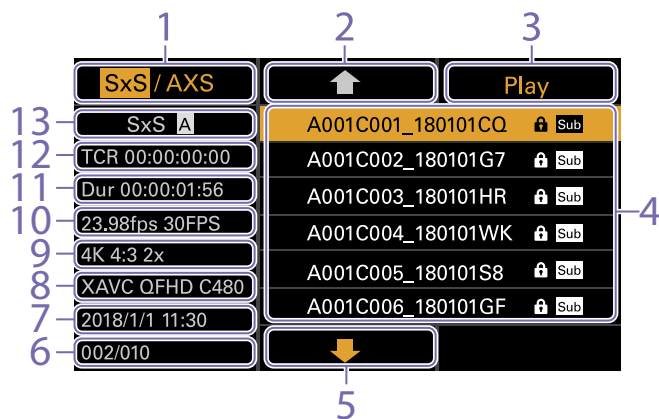 1 2 3
SxS / AXS
Play
13 SxS A
12 TCR 00:00:00:00
11 Dur 00:00:01:56
10 23.98fps 30FPS
9 4K 4:3 2x
8 XAVC QFHD C480
7 2018/1/1 11:30
6 002/010
A001C001_180101CQ Sub
A001C002_180101G7 Sub
A001C003_180101HR Sub
A001C004_180101WK Sub
A001C005_180101S8 Sub
A001C006_180101GF Sub
4
5